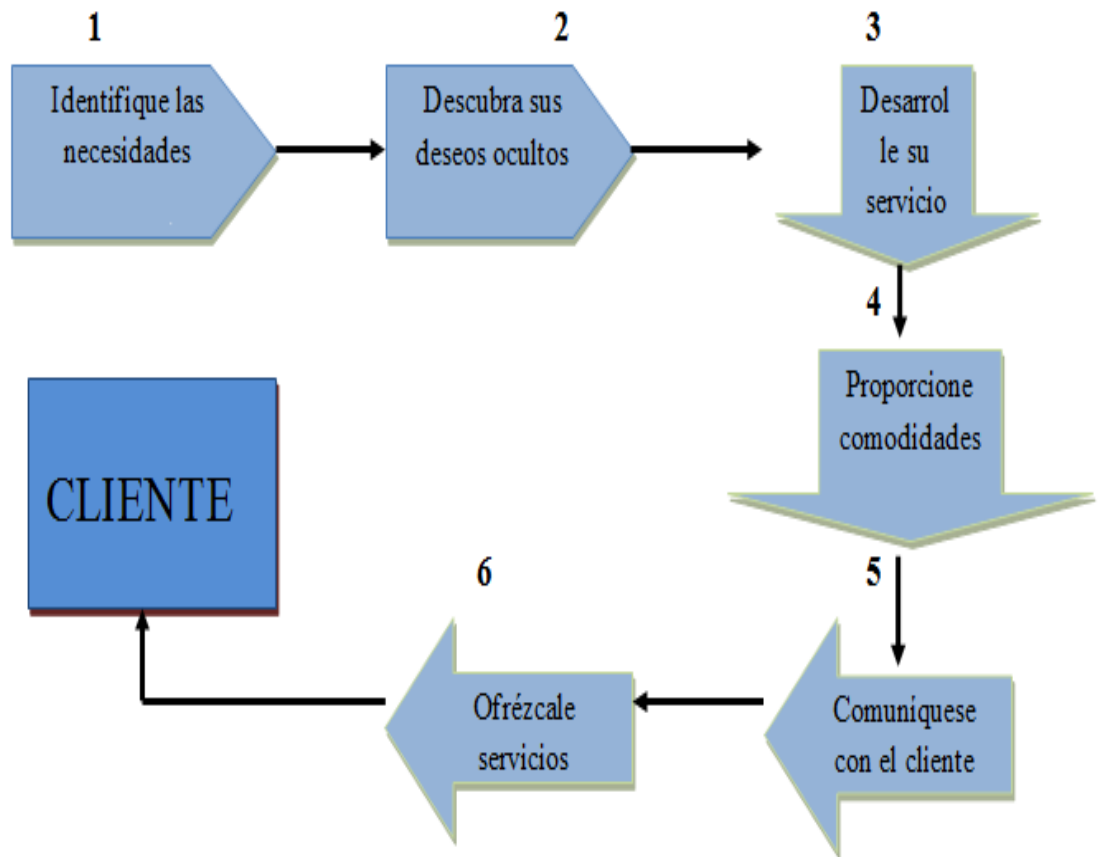 1
Identifique las
necesidades
2
Descubra sus
deseos ocultos
3
Desarrol
le su
servicio
4
Proporcione
comodidades
5
Comuníquese
con el cliente
6
Ofrézcale
servicios
CLIENTE